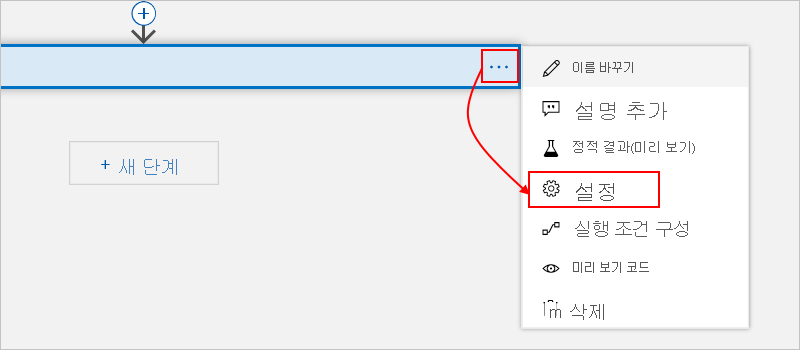 이름 바꾸기
설명 추가
정적 결과(미리 보기)
+ 새 단계
설정
실행 조건 구성
미리 보기 코드
삭제